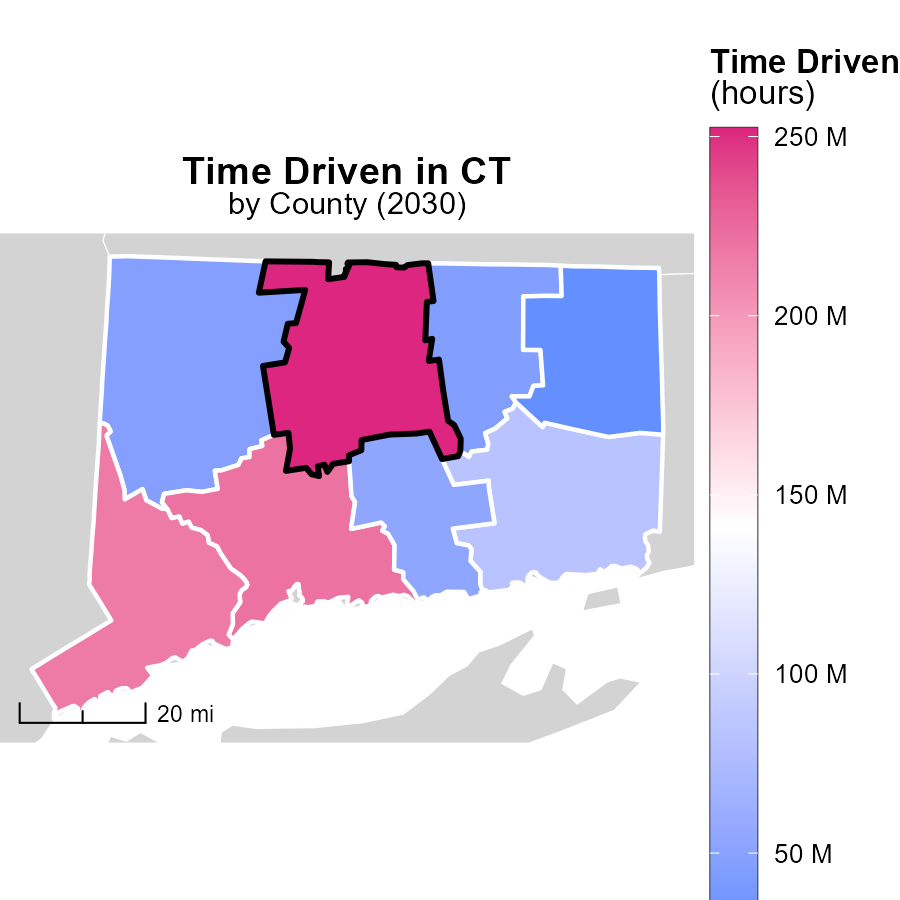 Time Driven in CT
by County (2030)
20 mi
Time Driven
(hours)
250 M
200 M
150 M
100 M
50 M